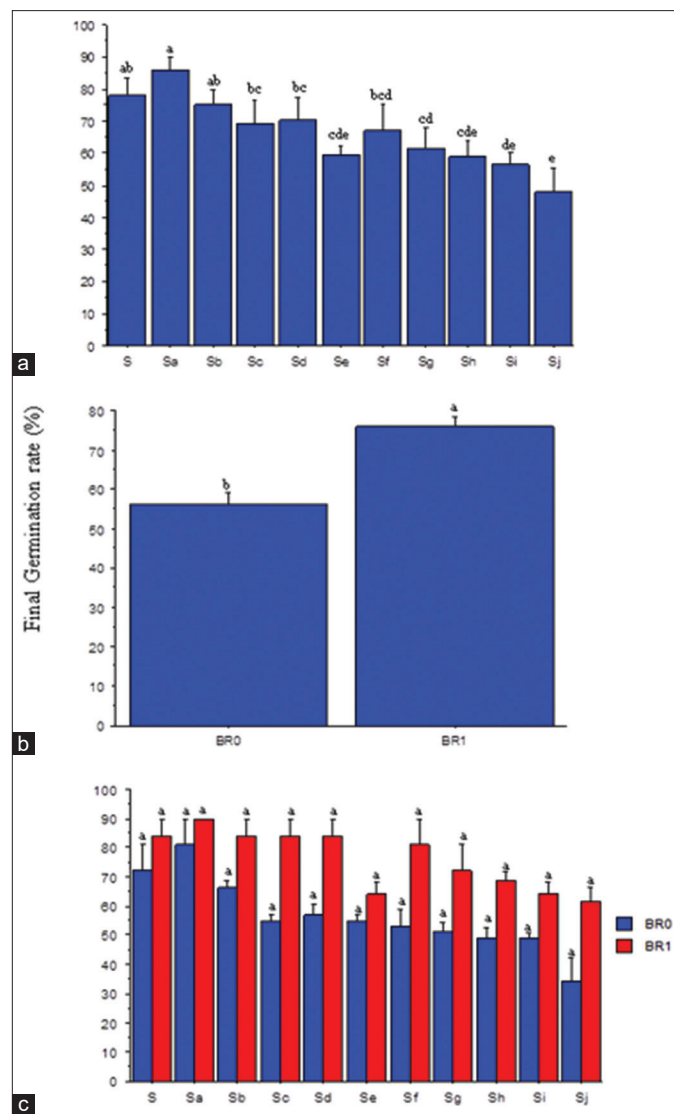 100
90
80
70
60
50
40
30
20
10
0
ab
a
ab
bc
bc
cde
bcd
cd
cde
de
e
S Sa Sb Sc Sd Se Sf Sg Sh Si Sj
a
Final Germination rate (%)
80
70
60
50
40
30
20
10
0
b
a
BR0 BR1
b
100
90
80
70
60
50
40
30
20
10
0
a a a a a a a a a a a a a a a a a a a a a a
BR0
BR1
S Sa Sb Sc Sd Se Sf Sg Sh Si Sj
c